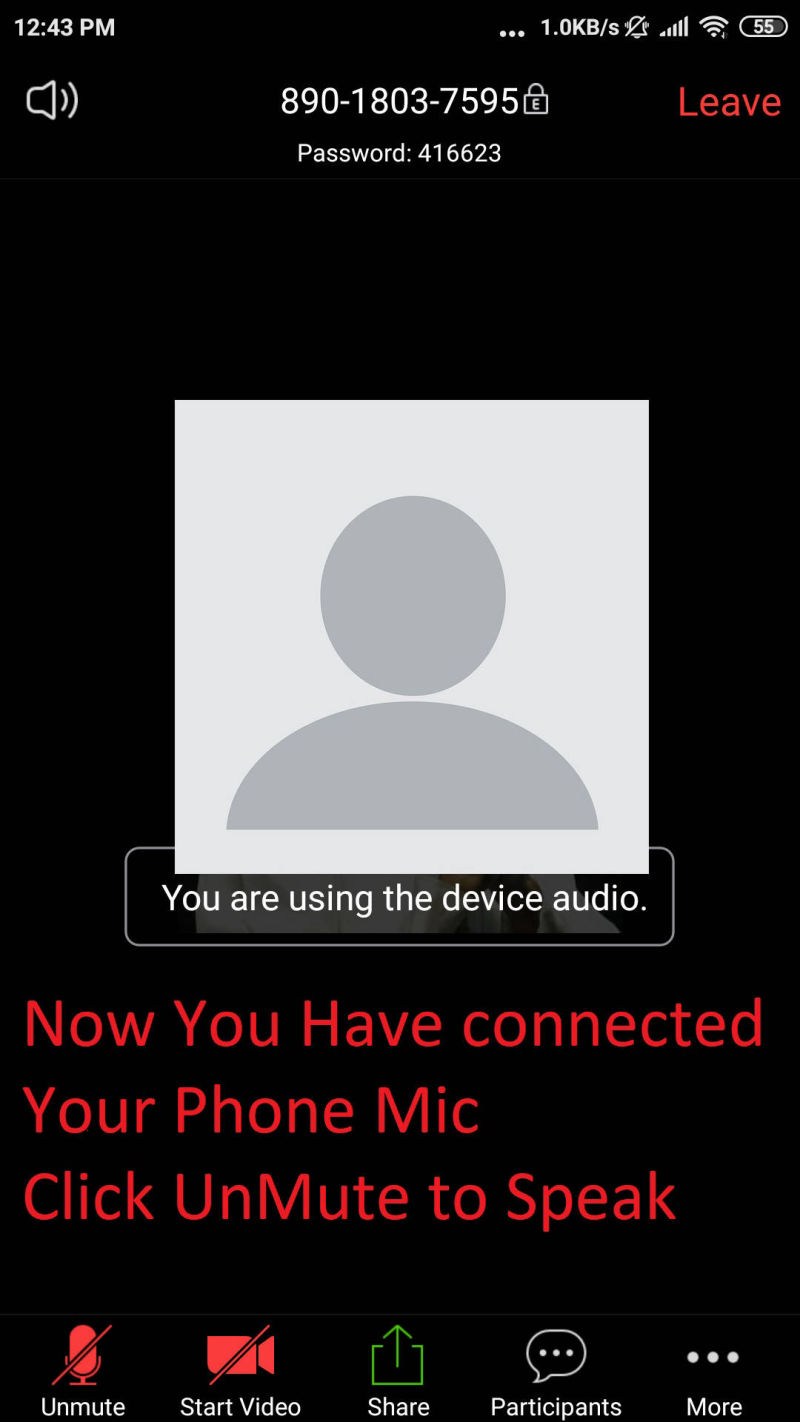 12:43 PM ... 1.0KB/s 55
890-1803-7595 E Leave
Password: 416623
You are using the device audio.
Now You Have connected
Your Phone Mic
Click UnMute to Speak
Unmute Start Video Share Participants More